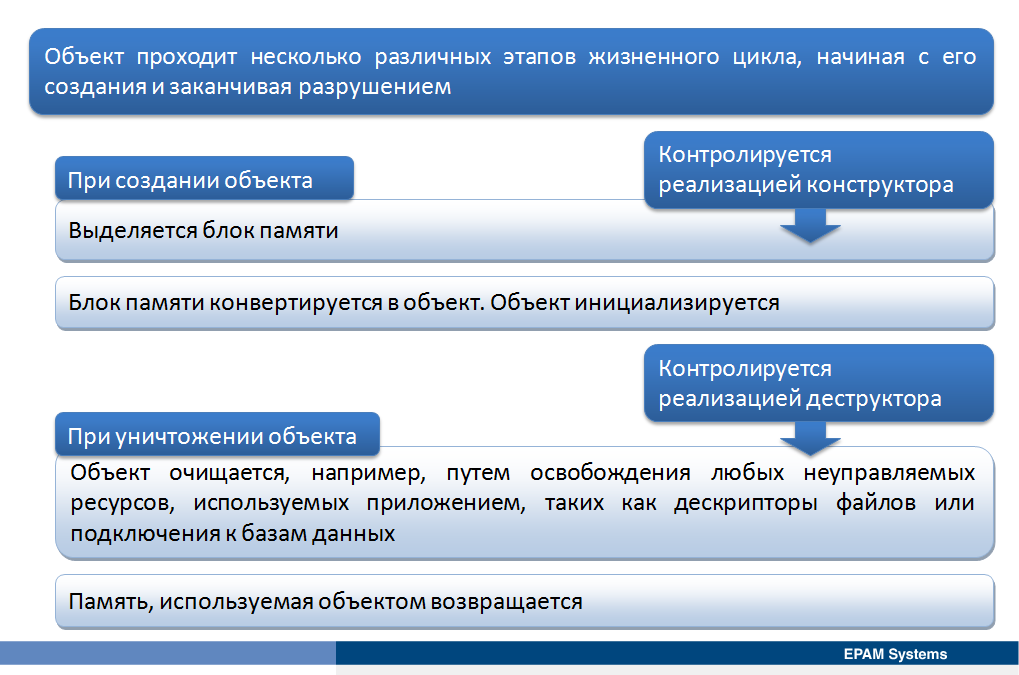 Объект проходит несколько различных этапов жизненного цикла, начиная с его
создания и заканчивая разрушением
Контролируется
реализацией конструктора
При создании объекта
Выделяется блок памяти
Блок памяти конвертируется в объект. Объект инициализируется
Контролируется
реализацией деструктора
При уничтожении объекта
Объект очищается, например, путем освобождения любых неуправляемых
ресурсов, используемых приложением, таких как дескрипторы файлов или
подключения к базам данных
Память, используемая объектом возвращается
EPAM Systems